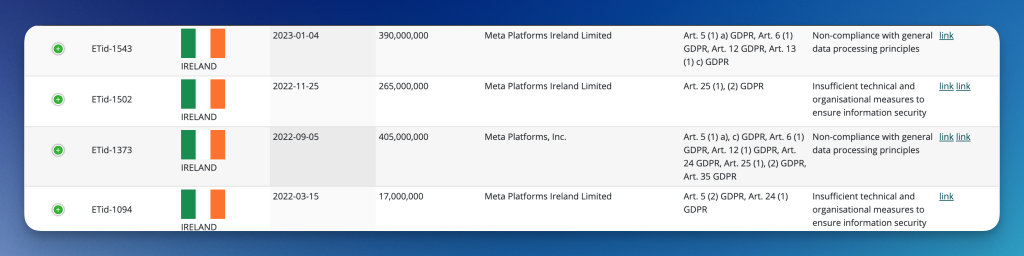 ETid-1543
IRELAND
2023-01-04
390,000,000
Meta Platforms Ireland Limited
Art. 5 (1) a) GDPR, Art. 6 (1)
GDPR, Art. 12 GDPR, Art. 13
(1) c) GDPR
Non-compliance with general
data processing principles
link
ETid-1502
IRELAND
2022-11-25
265,000,000
Meta Platforms Ireland Limited
Art. 25 (1), (2) GDPR
Insufficient technical and
organisational measures to
ensure information security
link link
ETid-1373
IRELAND
2022-09-05
405,000,000
Meta Platforms, Inc.
Art. 5 (1) a), c) GDPR, Art. 6 (1)
GDPR, Art. 12 (1) GDPR, Art.
24 GDPR, Art. 25 (1), (2) GDPR,
Art. 35 GDPR
Non-compliance with general
data processing principles
link link
ETid-1094
IRELAND
2022-03-15
17,000,000
Meta Platforms Ireland Limited
Art. 5 (2) GDPR, Art. 24 (1)
GDPR
Insufficient technical and
organisational measures to
ensure information security
link